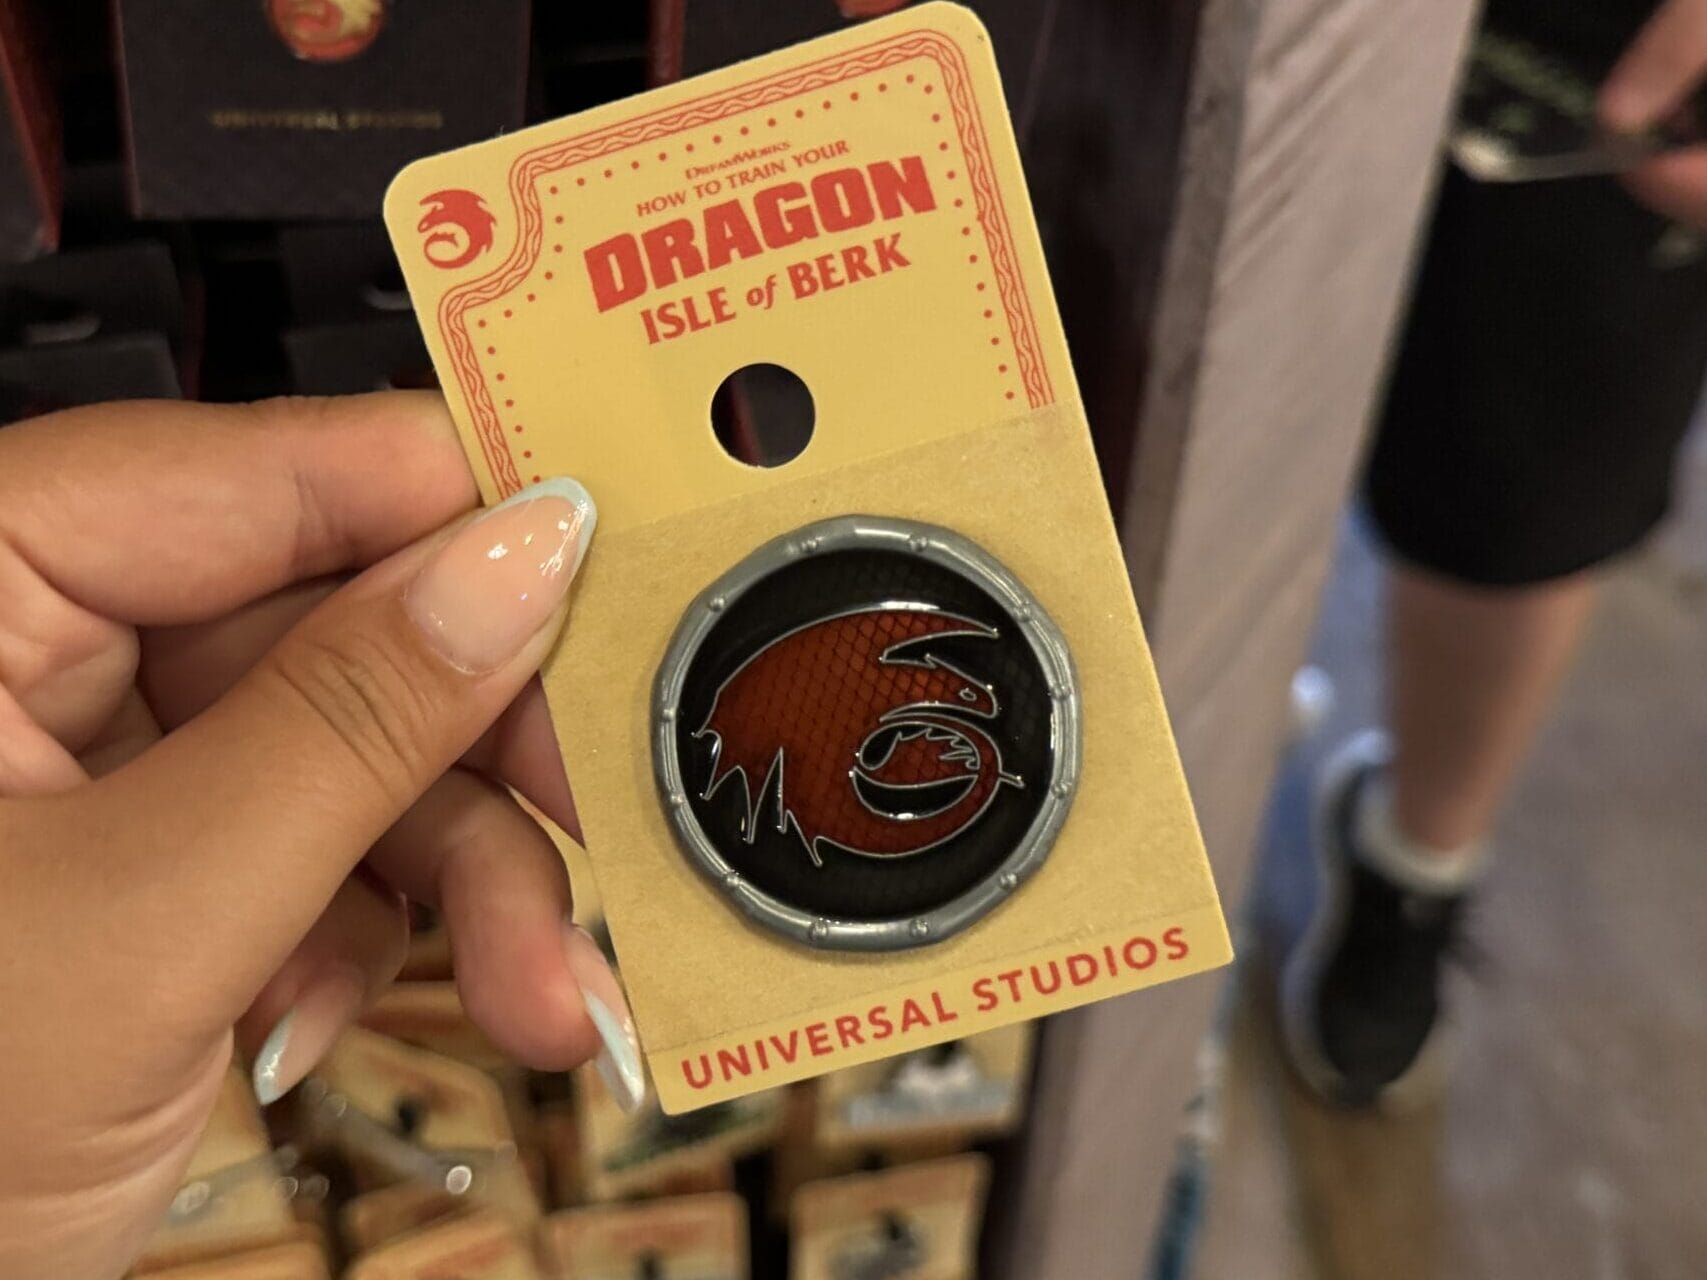 UNIVERSAL STUDIOS
DREAMWORKS
HOW TO TRAIN YOUR
DRAGON
ISLE of BERK
UNIVERSAL STUDIOS